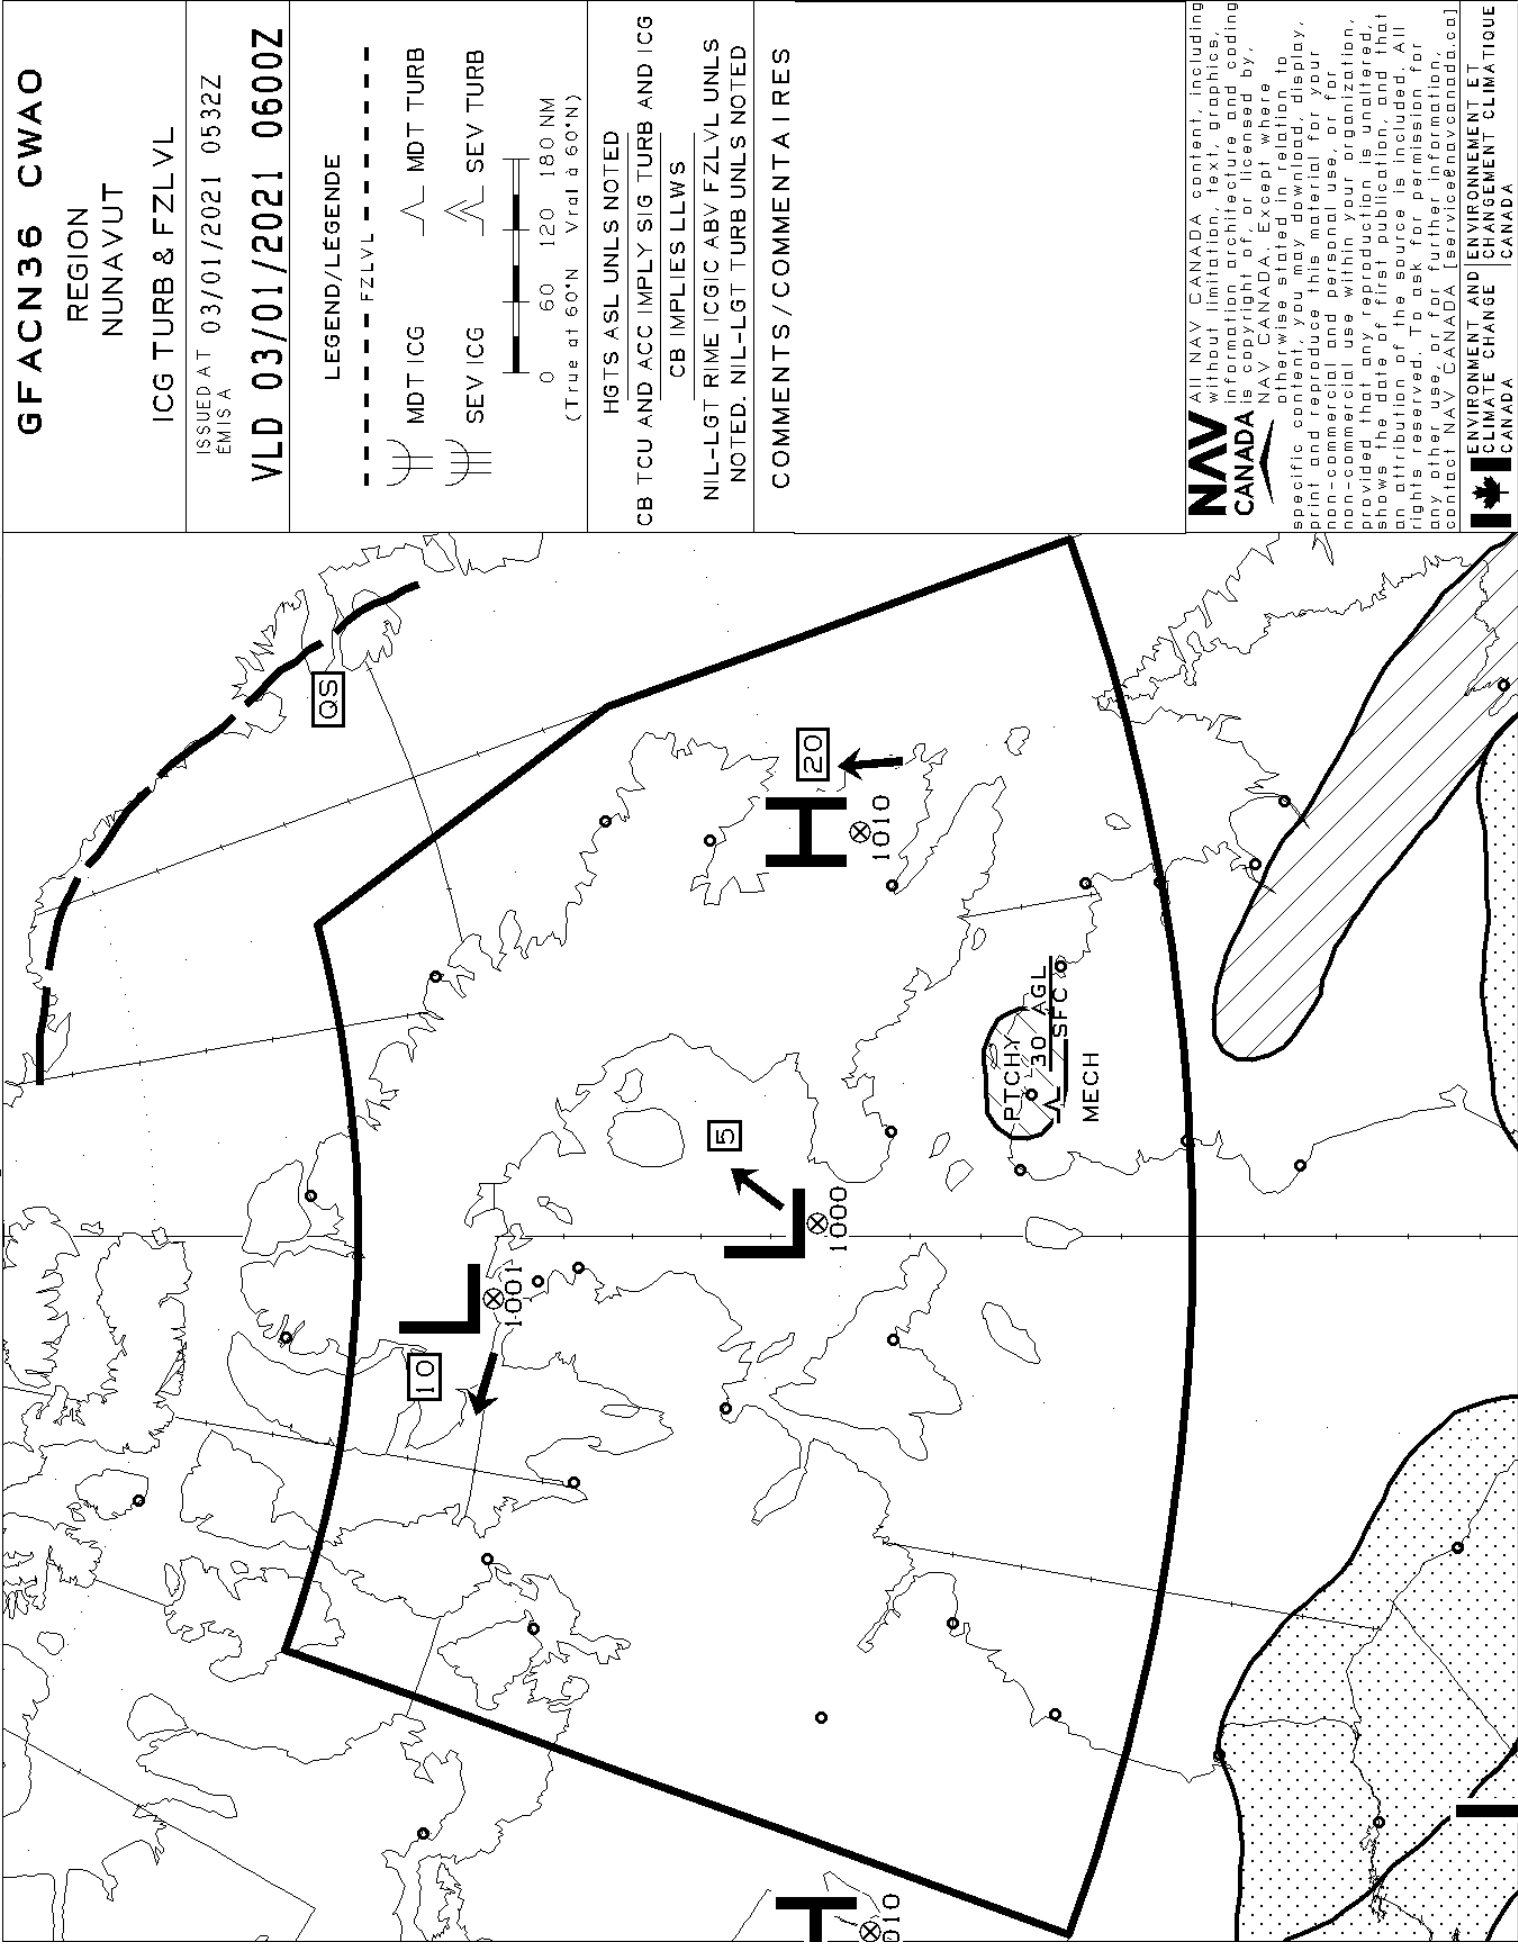 GFACN36 CWAO
REGION
NUNAVUT
ICG TURB & FZLVL
ISSUED AT 03/01/2021 0532Z
ÉMIS A
VLD 03/01/2021 0600Z
LEGEND/LÉGENDE
FZLVL
MDT ICG MDT TURB
SEV ICG SEV TURB
0 60 120 180 NM
(True at 60°N Vrai à 60°N)
HGTS ASL UNLS NOTED
CB TCU AND ACC IMPLY SIG TURB AND ICG
CB IMPLIES LLWS
NIL-LGT RIME ICGIC ABV FZLVL UNLS
NOTED. NIL-LGT TURB UNLS NOTED
COMMENTS/COMMENTAIRES
NAV
CANADA
All NAV CANADA content, including
without limitation, text, graphics,
information architecture and coding
is copyright of, or licensed by,
NAV CANADA. Except where
otherwise stated in relation to
specific content, you may download, display,
print and reproduce this material for your
non-commercial and personal use, or for
non-commercial use within your organization,
provided that any reproduction is unaltered,
shows the date of first publication, and that
an attribution of the source is included. All
rights reserved. To ask for permission for
any other use, or for further information,
contact NAV CANADA [service@navcanada.ca]
ENVIRONMENT AND
CLIMATE CHANGE
CANADA
ENVIRONNEMENT ET
CHANGEMENT CLIMATIQUE
CANADA
QS
20
H
1010
PTCHY
30 AGL
SFC
MECH
5
L
1000
L
1001
10
H
010